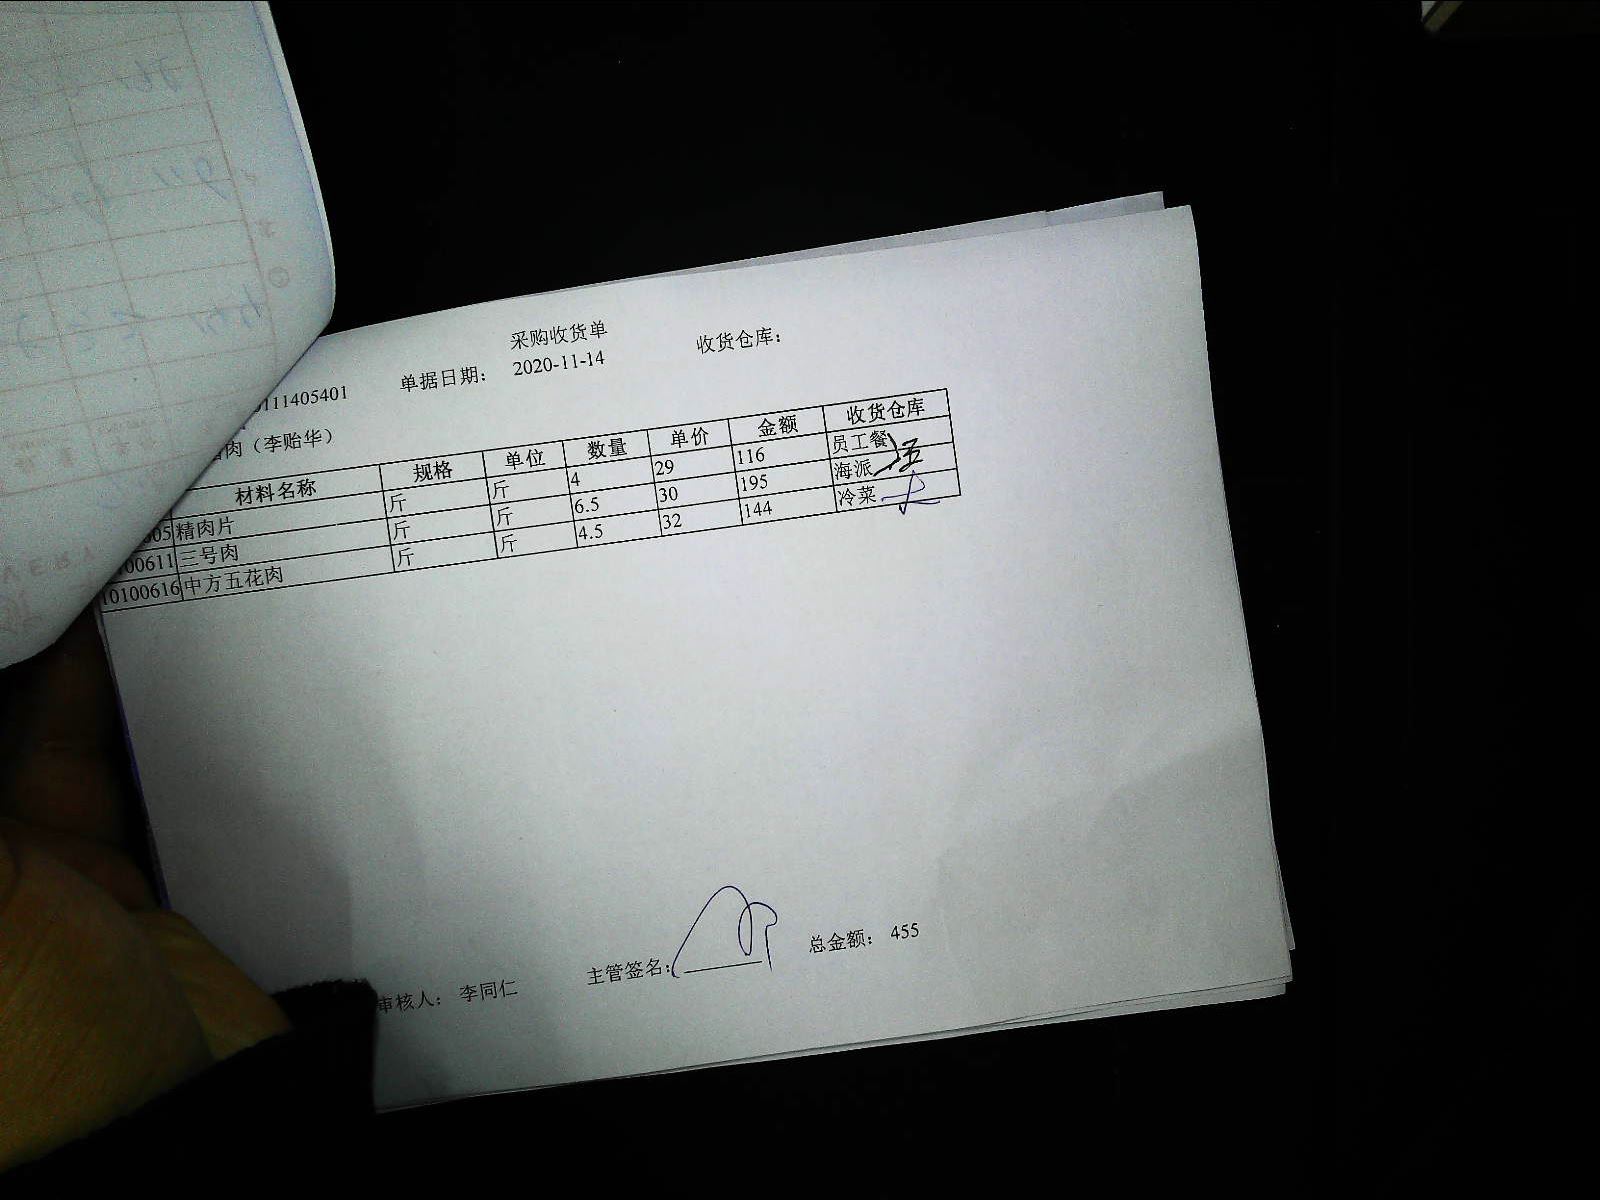 采购收货单
111405401 单据日期： 2020-11-14 收货仓库：
肉（李贻华）
材料名称 规格 单位 数量 单价 金额 收货仓库
05 精肉片 斤 斤 4 29 116 员工餐
00611 三号肉 斤 斤 6.5 30 195 海派
10100616 中方五花肉 斤 斤 4.5 32 144 冷菜
审核人： 李同仁 主管签名： 总金额： 455